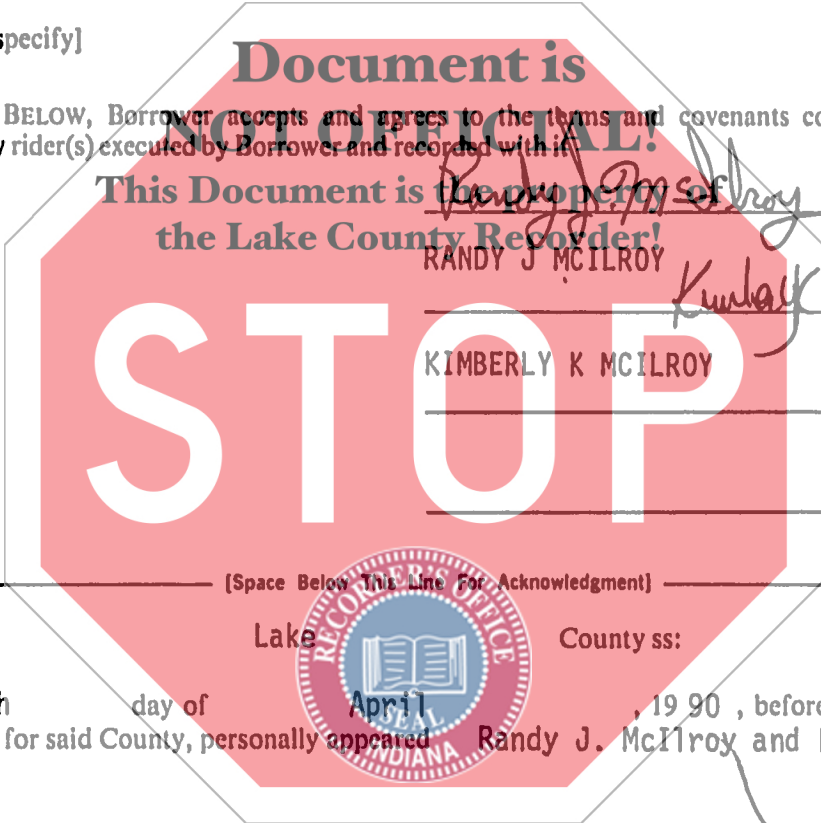 specify]
Document is
BELOW, Borrower accepts and agrees to the terms and covenants co
NOT OFFICIAL!
rider(s) executed by Borrower and recorded with it.
This Document is the property of
Randy J. McIlroy
the Lake County Recorder!
RANDY J MCILROY
KIMBERLY K MCILROY
STOP
[Space Below This Line For Acknowledgment]
RECORDER'S OFFICE
Lake County ss:
day of April , 19 90 , before
SEAL
for said County, personally appeared Randy J. McIlroy and
INDIANA